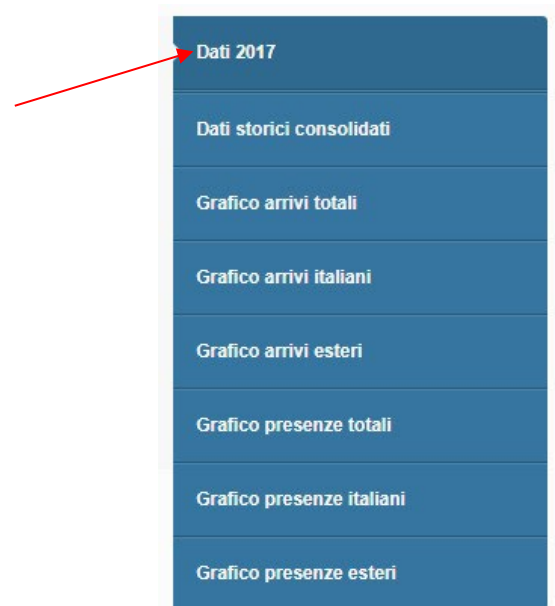 Dati 2017
Dati storici consolidati
Grafico arrivi totali
Grafico arrivi italiani
Grafico arrivi esteri
Grafico presenze totali
Grafico presenze italiani
Grafico presenze esteri